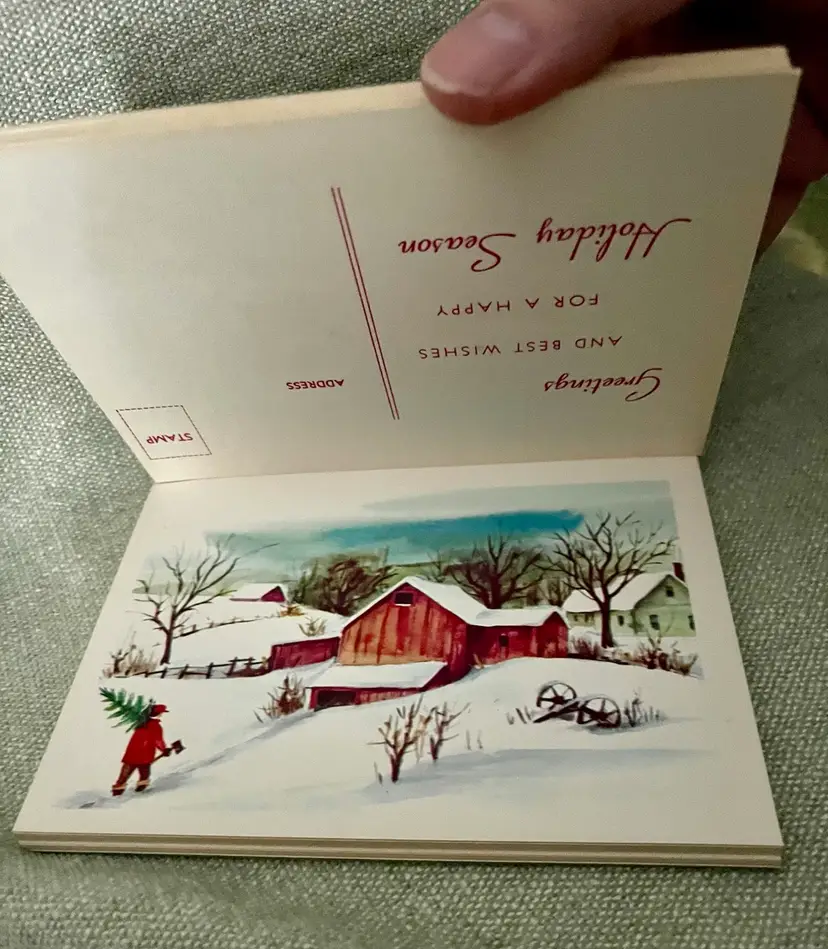 STAMP
ADDRESS
Greetings
AND BEST WISHES
FOR A HAPPY
Holiday Season